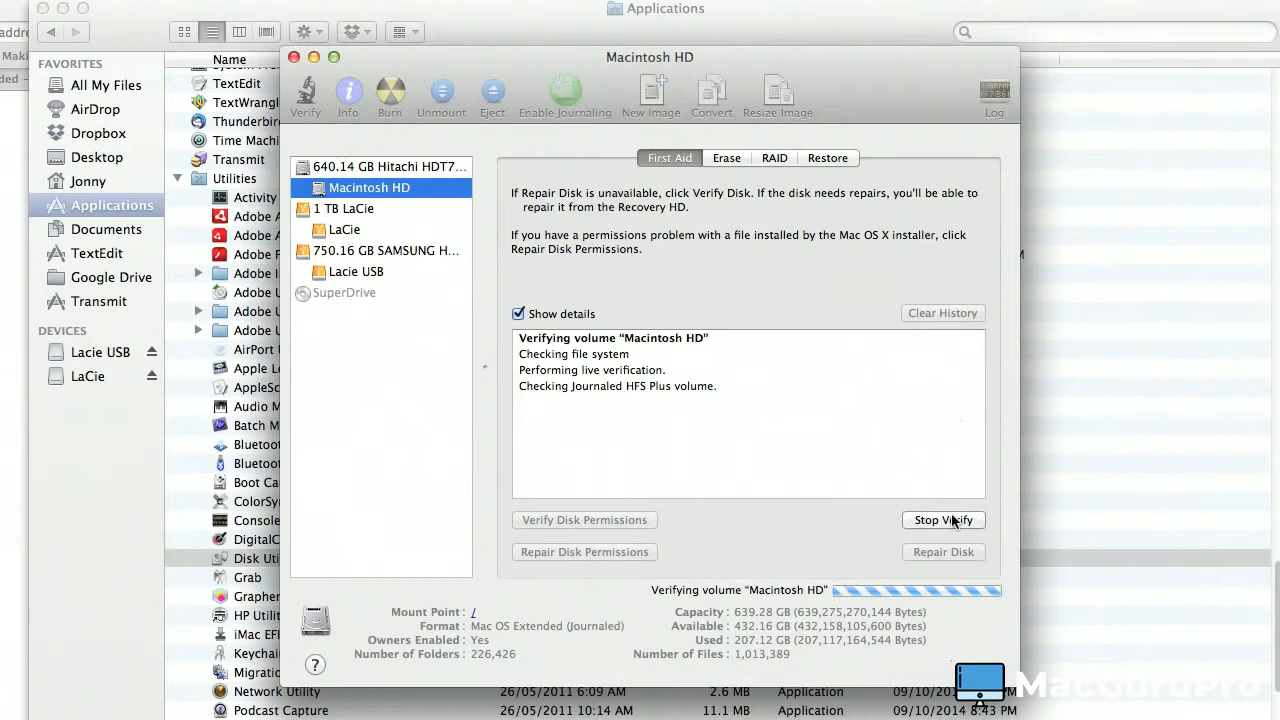 Applications
addre
Maki
ded
FAVORITES
All My Files
AirDrop
Dropbox
Desktop
Jonny
Applications
Documents
TextEdit
Google Drive
Transmit
DEVICES
Lacie USB
LaCie
Name
TextEdit
TextWrangl
Thunderbir
Time Machi
Transmit
Utilities
Activity
Adobe A
Adobe A
Adobe F
Adobe I
Adobe U
Adobe U
Adobe U
AirPort
Apple L
AppleSc
Audio M
Batch M
Bluetoo
Bluetoo
Boot Ca
ColorSy
Console
DigitalC
Disk Uti
Grab
Grapher
HP Utili
iMac EFI
Keychai
Migratio
Network Utility 26/05/2011 6:09 AM 2.6 MB Application 09/10/201
Podcast Capture 26/05/2011 10:14 AM 11.1 MB Application 09/10/2014 8:43 PM
Macintosh HD
Verify Info Burn Unmount Eject Enable Journaling New Image Convert Resize Image Log
640.14 GB Hitachi HDT7...
Macintosh HD
1 TB LaCie
LaCie
750.16 GB SAMSUNG H...
Lacie USB
SuperDrive
First Aid Erase RAID Restore
If Repair Disk is unavailable, click Verify Disk. If the disk needs repairs, you'll be able to
repair it from the Recovery HD.
If you have a permissions problem with a file installed by the Mac OS X installer, click
Repair Disk Permissions.
Show details
Clear History
Verifying volume “Macintosh HD”
Checking file system
Performing live verification.
Checking Journaled HFS Plus volume.
Verify Disk Permissions
Stop Verify
Repair Disk Permissions
Repair Disk
Verifying volume “Macintosh HD”
Mount Point : /
Format : Mac OS Extended (Journaled)
Owners Enabled : Yes
Number of Folders : 226,426
Capacity : 639.28 GB (639,275,270,144 Bytes)
Available : 432.16 GB (432,158,105,600 Bytes)
Used : 207.12 GB (207,117,164,544 Bytes)
Number of Files : 1,013,389
?
MacGuruPro